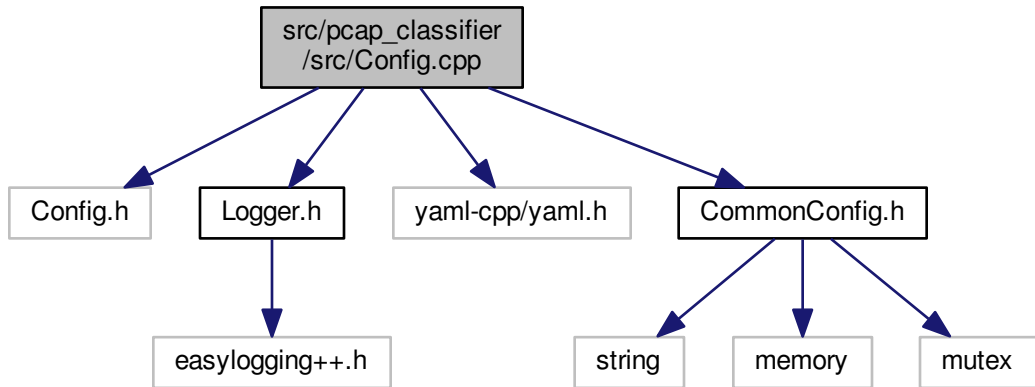 src/pcap_classifier
/src/Config.cpp
Config.h
Logger.h
yaml-cpp/yaml.h
CommonConfig.h
easylogging++.h
string
memory
mutex